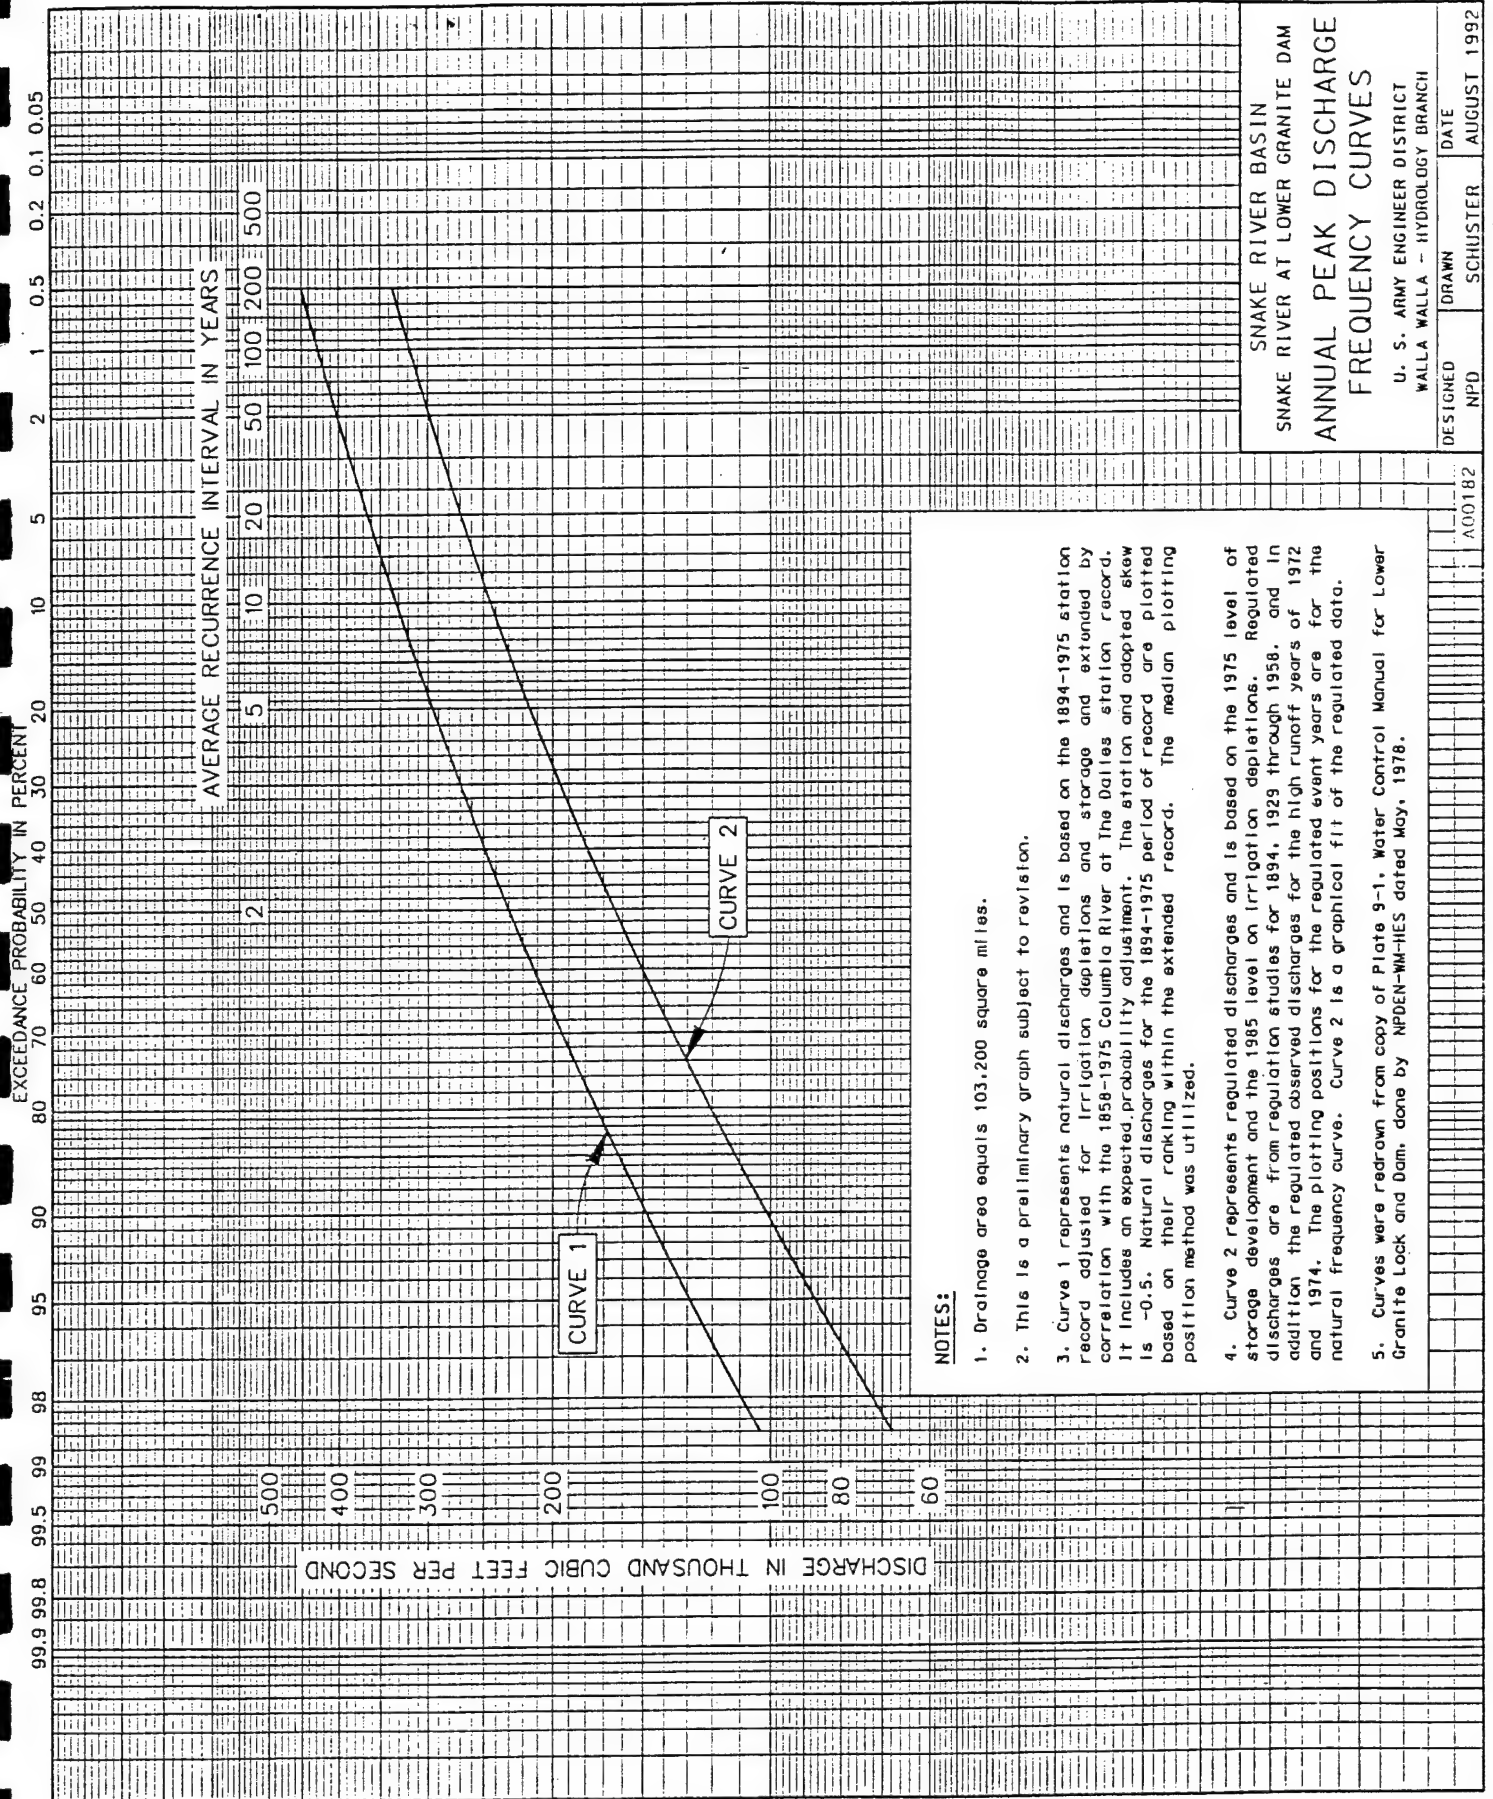 EXCEEDANCE PROBABILITY IN PERCENT
99.9 99.8 99.5 99 98 95 90 80 70 60 50 40 30 20 10 5 2 1 0.5 0.2 0.1 0.05
AVERAGE RECURRENCE INTERVAL IN YEARS
2 5 10 20 50 100 200 500
DISCHARGE IN THOUSAND CUBIC FEET PER SECOND
500
400
300
200
100
80
60
CURVE 1
CURVE 2
NOTES:
1. Drainage area equals 103,200 square miles.
2. This is a preliminary graph subject to revision.
3. Curve 1 represents natural discharges and is based on the 1894-1975 station
record adjusted for irrigation depletions and storage and extended by
correlation with the 1858-1975 Columbia River at The Dalles station record.
It includes an expected probability adjustment. The station and adopted skew
is -0.5. Natural discharges for the 1894-1975 period of record are plotted
based on their ranking within the extended record. The median plotting
position method was utilized.
4. Curve 2 represents regulated discharges and is based on the 1975 level of
storage development and the 1985 level on irrigation depletions. Regulated
discharges are from regulation studies for 1894, 1929 through 1958, and in
addition the regulated observed discharges for the high runoff years of 1972
and 1974. The plotting positions for the regulated event years are for the
natural frequency curve. Curve 2 is a graphical fit of the regulated data.
5. Curves were redrawn from copy of Plate 9-1, Water Control Manual for Lower
Granite Lock and Dam, done by NPDEN-WM-HES dated May, 1978.
A00182
SNAKE RIVER BASIN
SNAKE RIVER AT LOWER GRANITE DAM
ANNUAL PEAK DISCHARGE
FREQUENCY CURVES
U. S. ARMY ENGINEER DISTRICT
WALLA WALLA - HYDROLOGY BRANCH
DESIGNED DRAWN DATE
NPD SCHUSTER AUGUST 1992